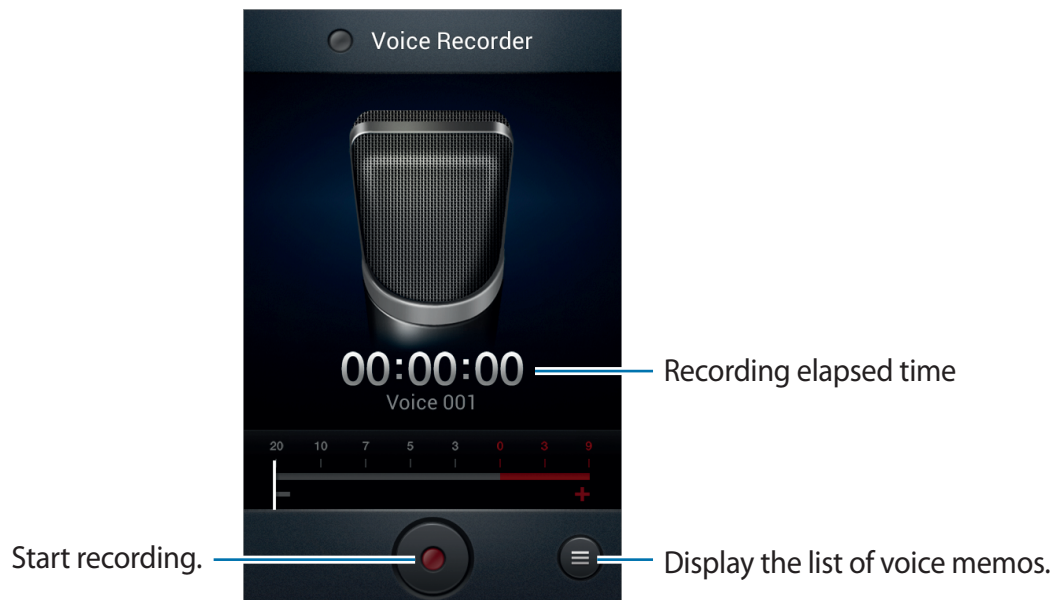 Voice Recorder
00:00:00
Recording elapsed time
Voice 001
20 10 7 5 3 0 3 9
- +
Start recording.
Display the list of voice memos.